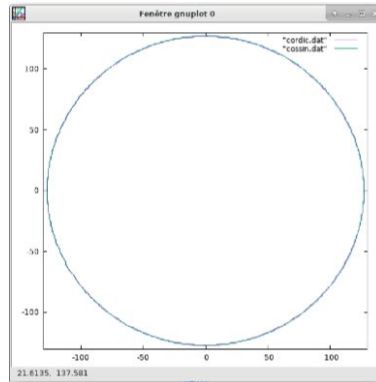 Fenêtre gnuplot 0
"cordic.dat"
"cossin.dat"
100
50
0
-50
-100
-100 -50 0 50 100
21.6135, 137.581